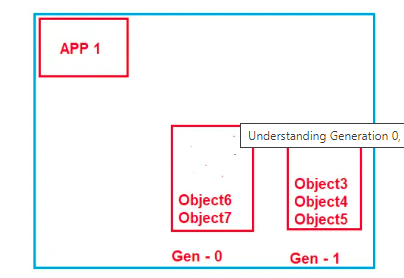 APP 1
Understanding Generation 0,
Object6
Object7
Object3
Object4
Object5
Gen - 0
Gen - 1